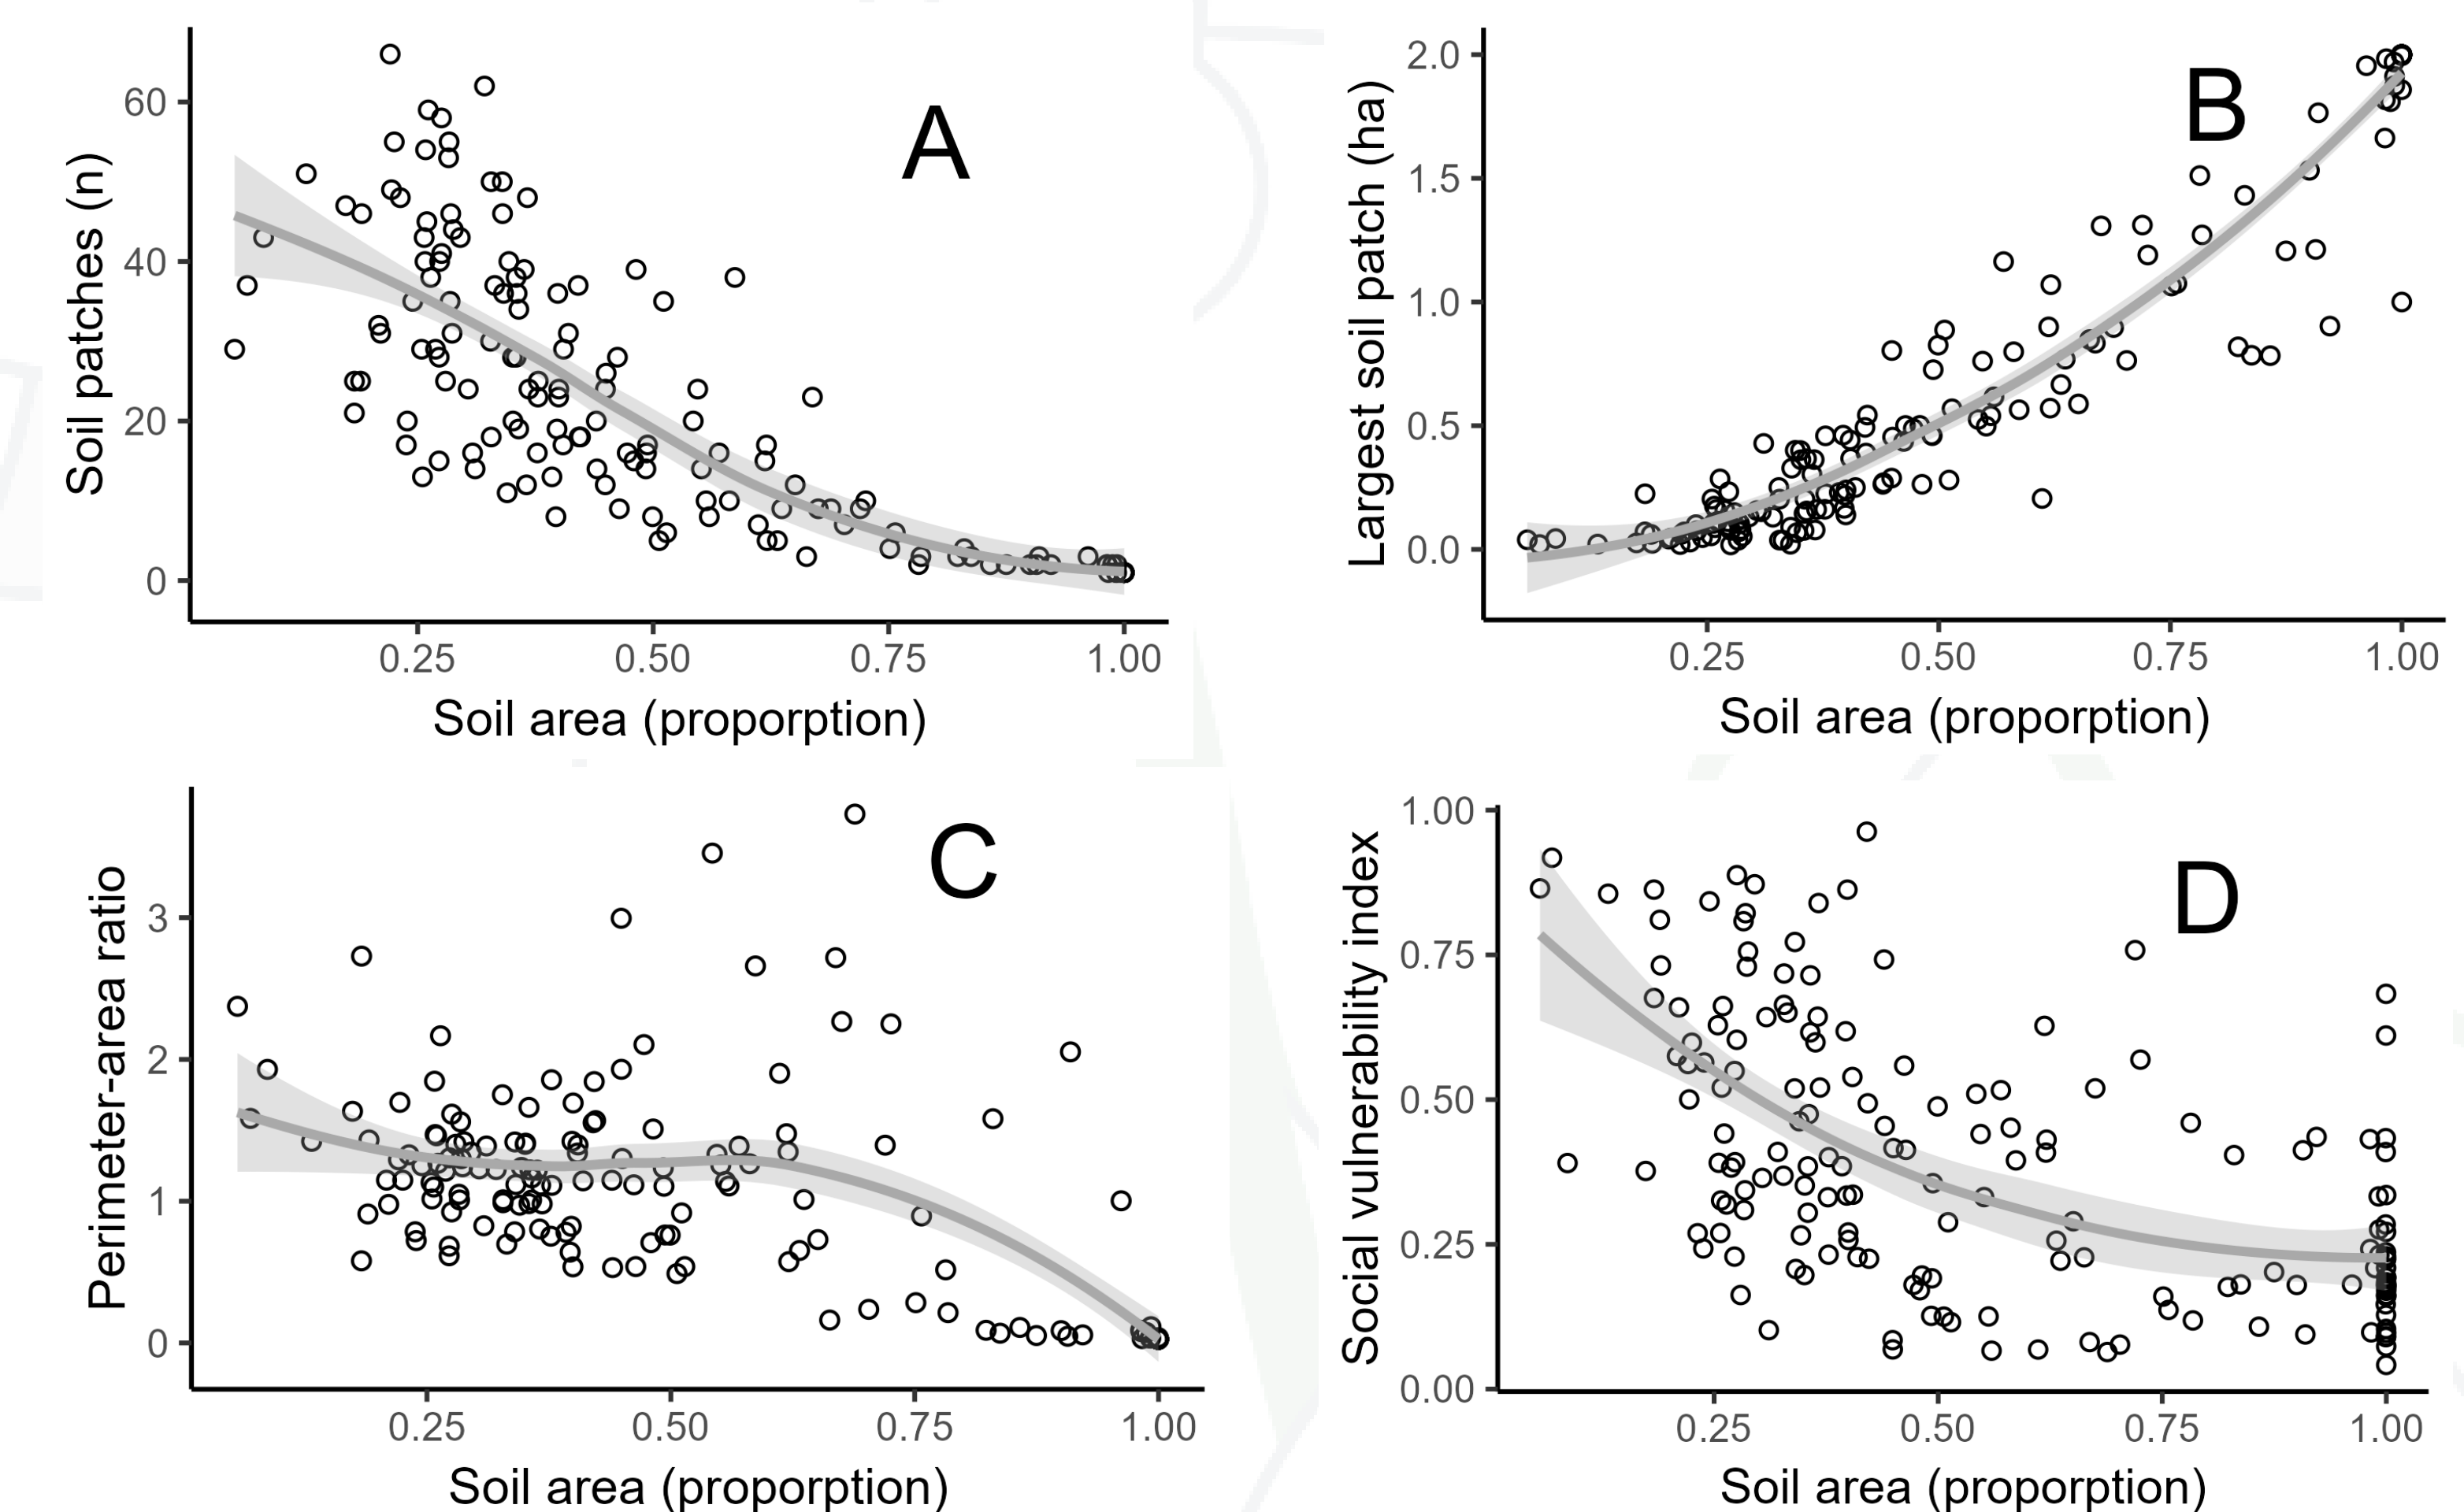 A
Soil patches (n)
60
40
20
0
0.25 0.50 0.75 1.00
Soil area (proporption)
B
Largest soil patch (ha)
2.0
1.5
1.0
0.5
0.0
0.25 0.50 0.75 1.00
Soil area (proporption)
C
Perimeter-area ratio
3
2
1
0
0.25 0.50 0.75 1.00
Soil area (proporption)
D
Social vulnerability index
1.00
0.75
0.50
0.25
0.00
0.25 0.50 0.75 1.00
Soil area (proporption)